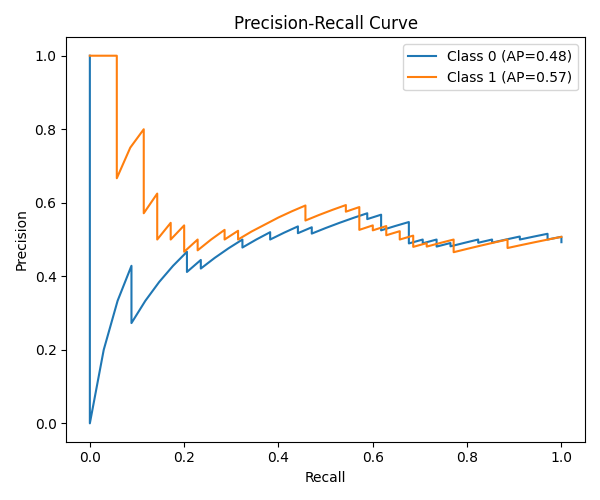 Precision-Recall Curve
Class 0 (AP=0.48)
Class 1 (AP=0.57)
Precision
1.0
0.8
0.6
0.4
0.2
0.0
0.0 0.2 0.4 0.6 0.8 1.0
Recall